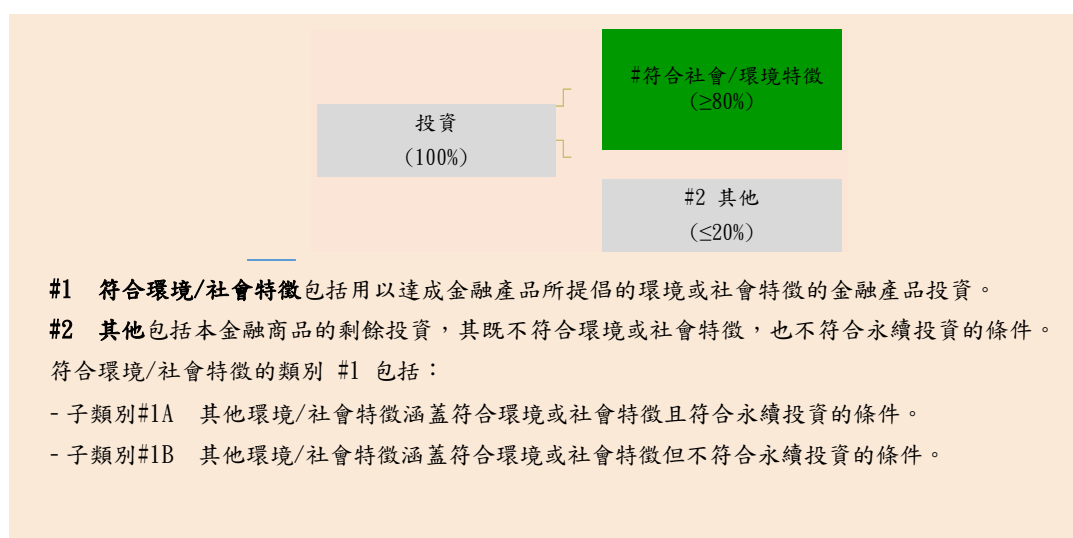 #符合社會/環境特徵
(≥80%)
投資
(100%)
#2 其他
(≤20%)
#1 符合環境/社會特徵包括用以達成金融產品所提倡的環境或社會特徵的金融產品投資。
#2 其他包括本金融商品的剩餘投資，其既不符合環境或社會特徵，也不符合永續投資的條件。
符合環境/社會特徵的類別 #1 包括：
- 子類別#1A 其他環境/社會特徵涵蓋符合環境或社會特徵且符合永續投資的條件。
- 子類別#1B 其他環境/社會特徵涵蓋符合環境或社會特徵但不符合永續投資的條件。